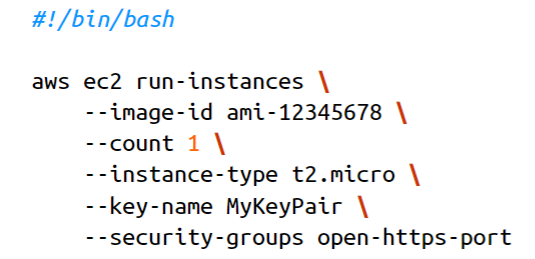 #!/bin/bash
aws ec2 run-instances \
--image-id ami-12345678 \
--count 1 \
--instance-type t2.micro \
--key-name MyKeyPair \
--security-groups open-https-port